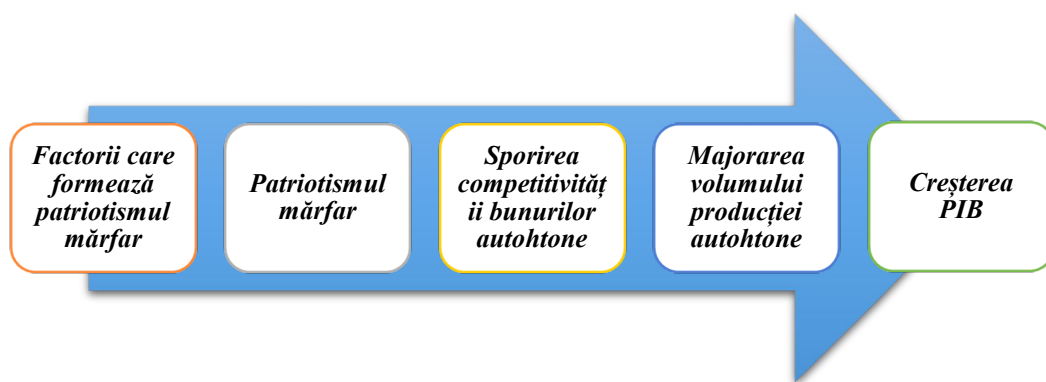 Factorii care
formează
patriotismul
mărfar
Patriotismul
mărfar
Sporirea
competitivităț
ii bunurilor
autohtone
Majorarea
volumului
producției
autohtone
Creșterea
PIB